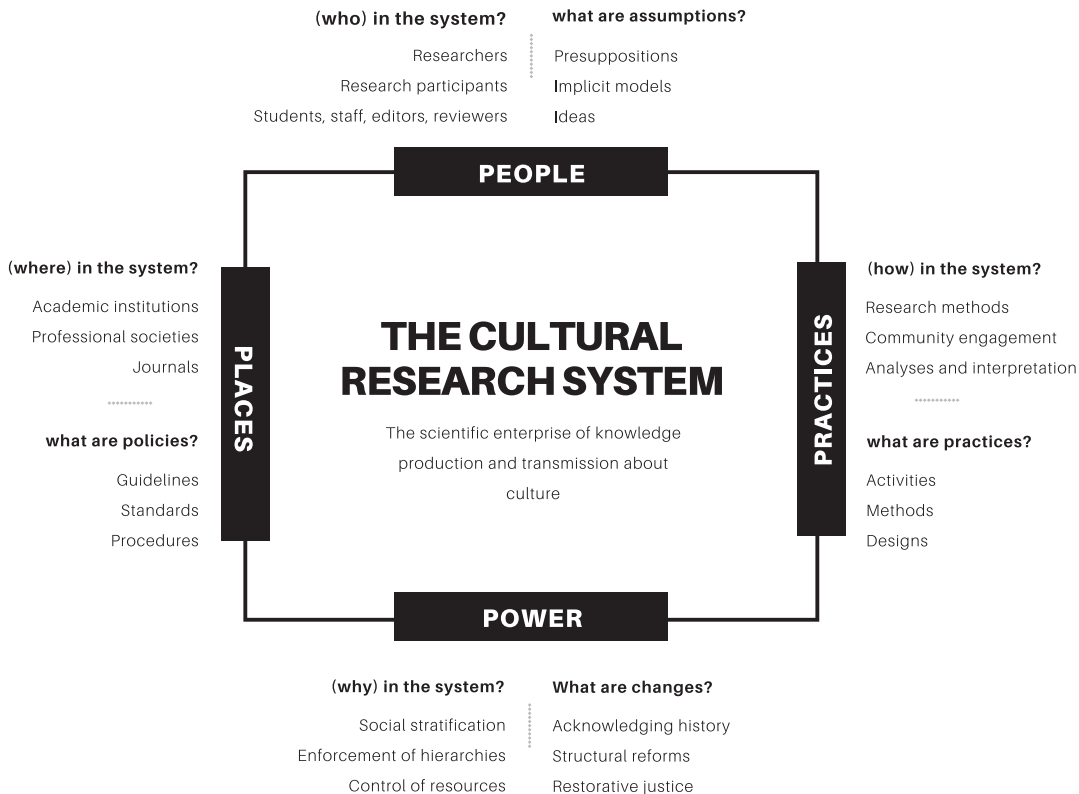 (who) in the system?
Researchers
Research participants
Students, staff, editors, reviewers
what are assumptions?
Presuppositions
Implicit models
Ideas
PEOPLE
(where) in the system?
Academic institutions
Professional societies
Journals
what are policies?
Guidelines
Standards
Procedures
PLACES
THE CULTURAL
RESEARCH SYSTEM
The scientific enterprise of knowledge
production and transmission about
culture
PRACTICES
(how) in the system?
Research methods
Community engagement
Analyses and interpretation
what are practices?
Activities
Methods
Designs
POWER
(why) in the system?
Social stratification
Enforcement of hierarchies
Control of resources
What are changes?
Acknowledging history
Structural reforms
Restorative justice